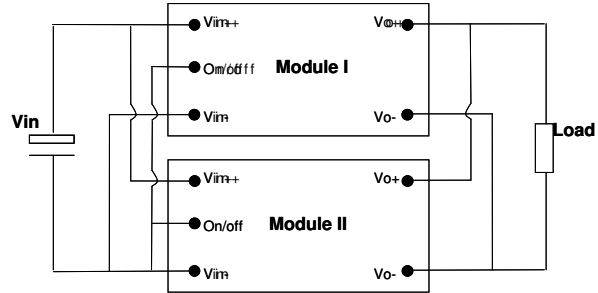 Vin+ Vo+
On/off Module I
Vin- Vo-
Vin Load
Vin+ Vo+
On/off Module II
Vin- Vo-